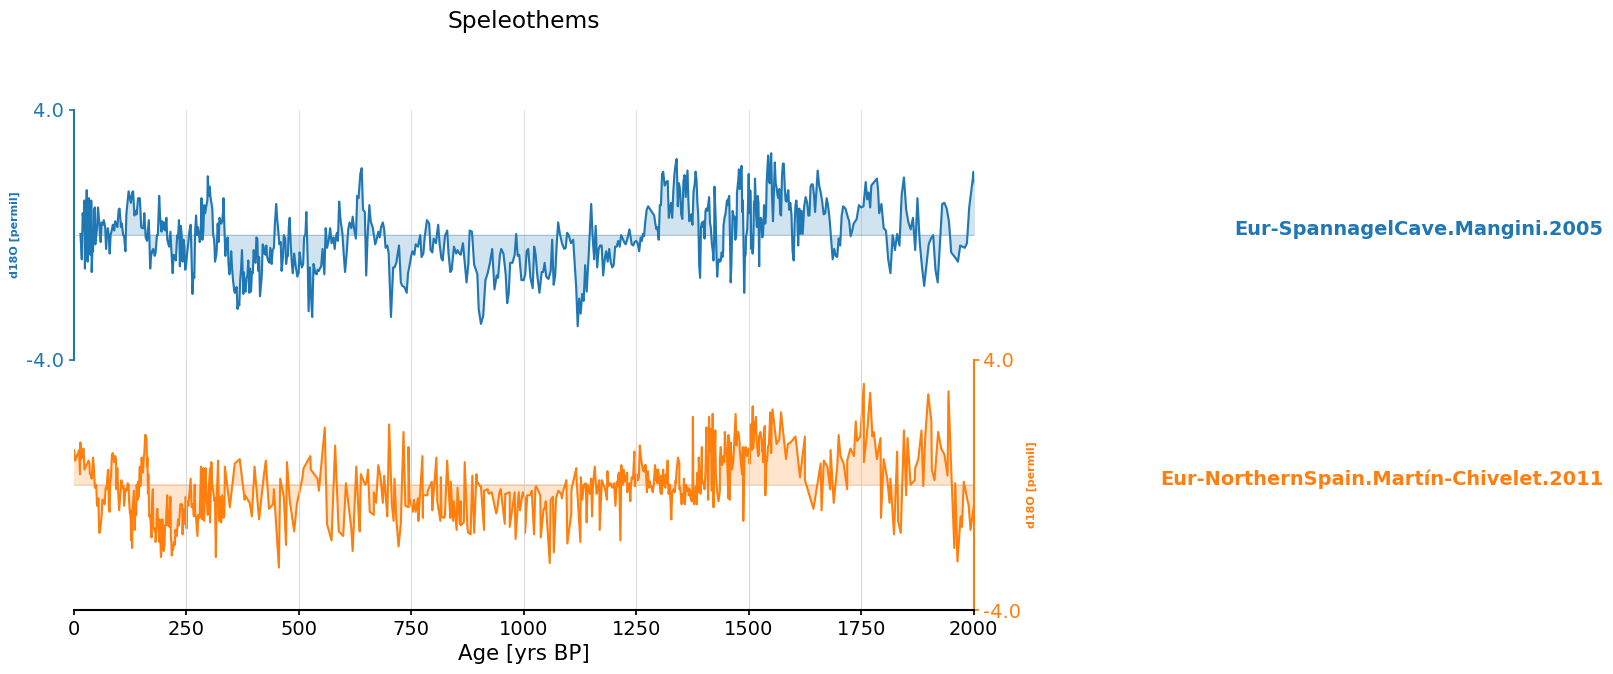 Speleothems
4.0
d18O [permil]
Eur-SpannagelCave.Mangini.2005
-4.0
4.0
d18O [permil]
Eur-NorthernSpain.Martín-Chivelet.2011
-4.0
0 250 500 750 1000 1250 1500 1750 2000
Age [yrs BP]